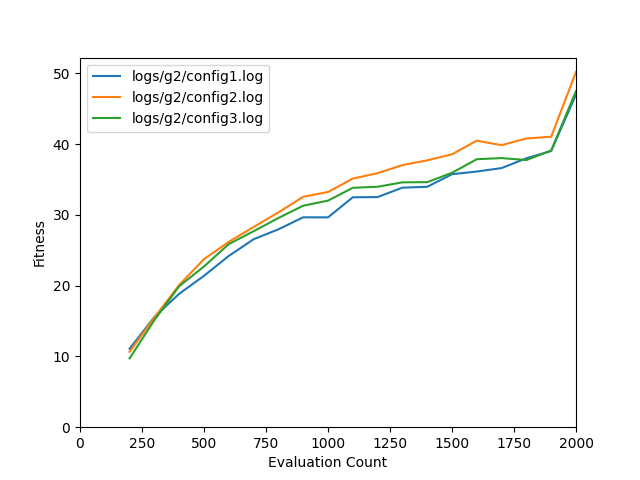 logs/g2/config1.log
logs/g2/config2.log
logs/g2/config3.log
50
40
30
20
10
0
Fitness
0 250 500 750 1000 1250 1500 1750 2000
Evaluation Count